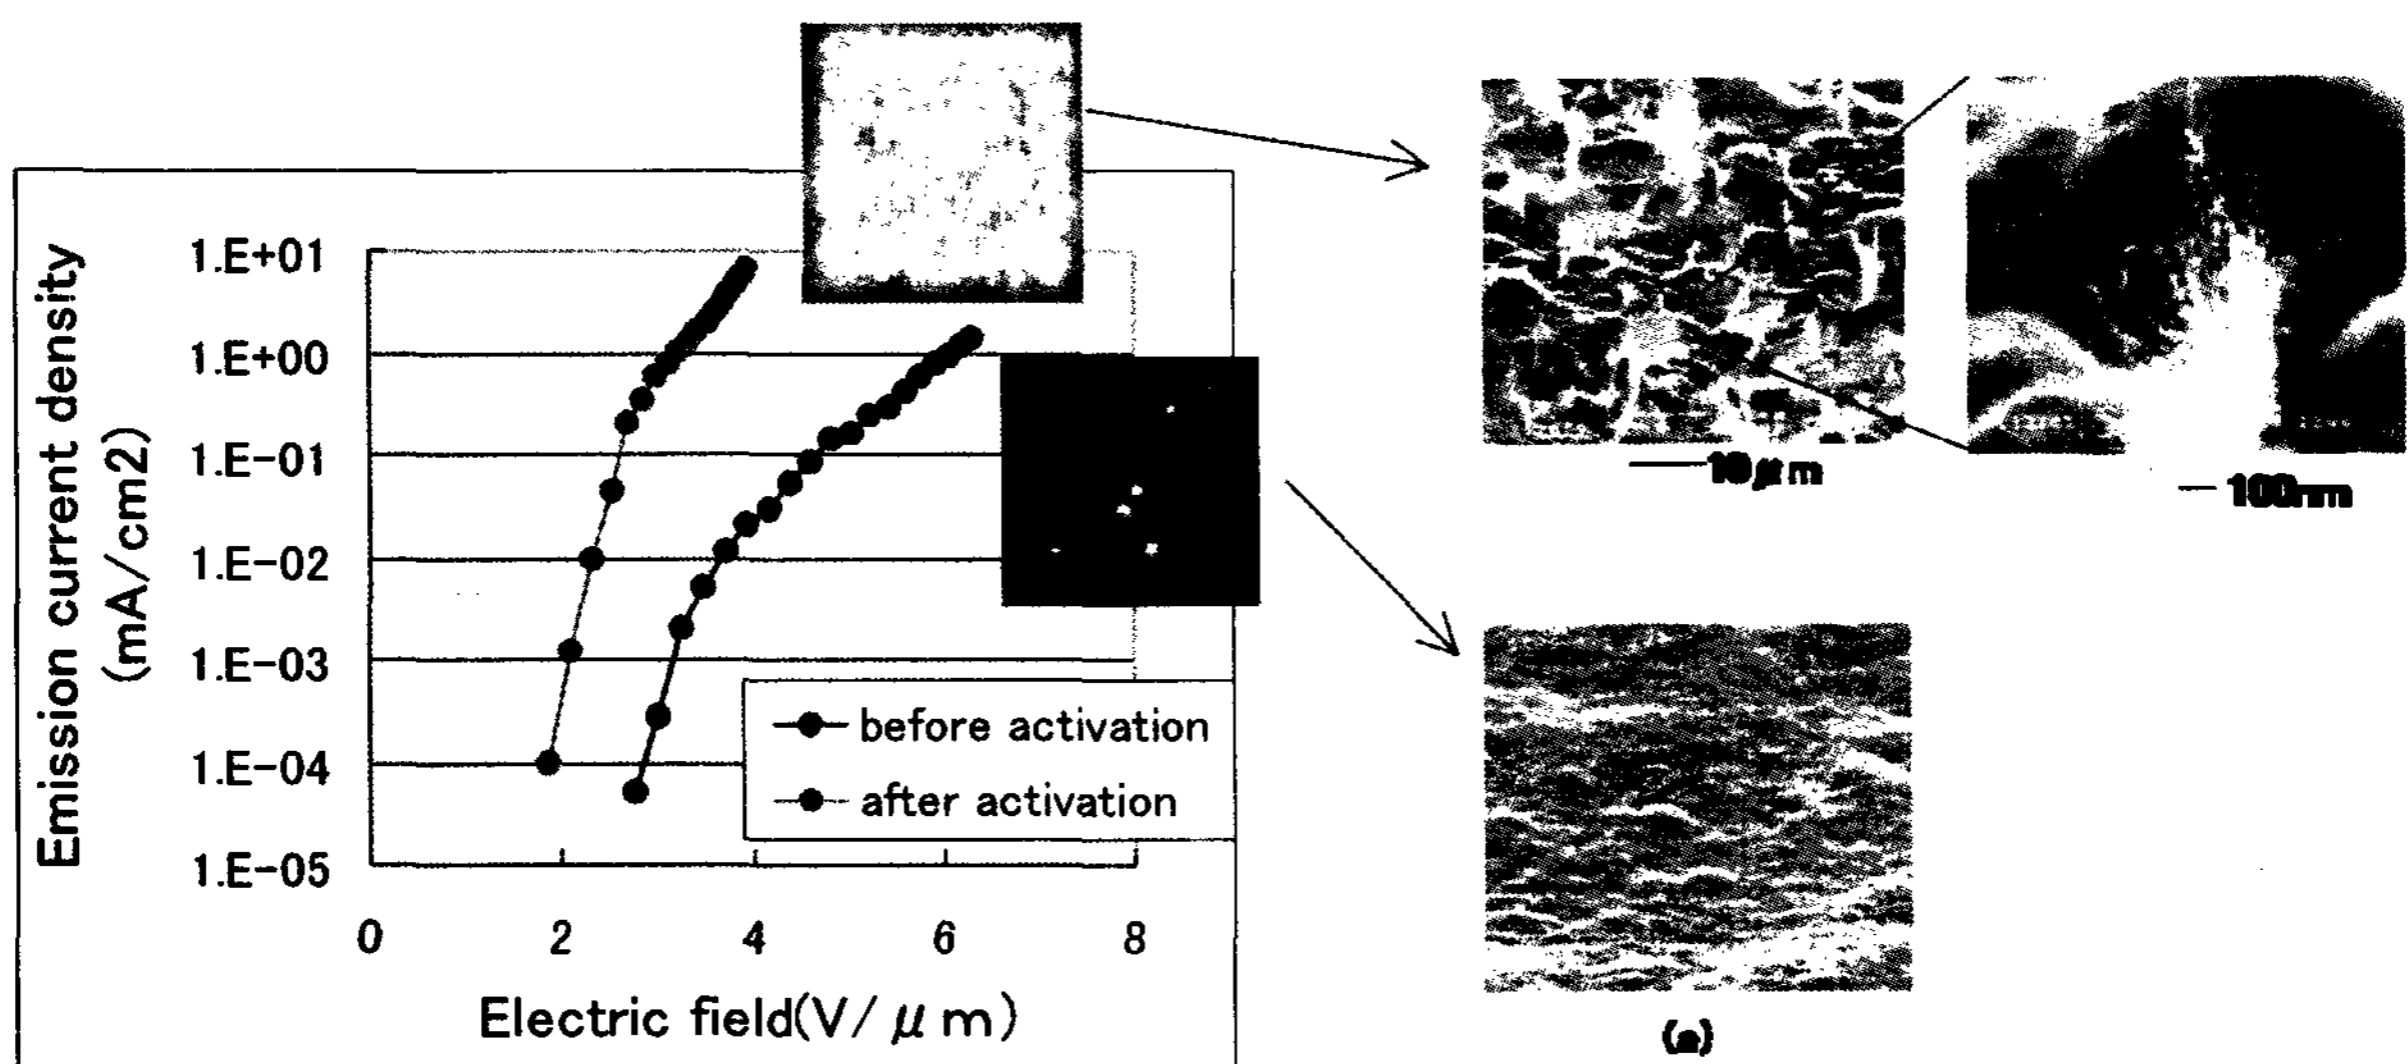 Emission current density
(mA/cm2)
1.E+01
1.E+00
1.E-01
1.E-02
1.E-03
1.E-04
1.E-05
0 2 4 6 8
Electric field(V/μm)
before activation
after activation
10μm
100nm
(a)